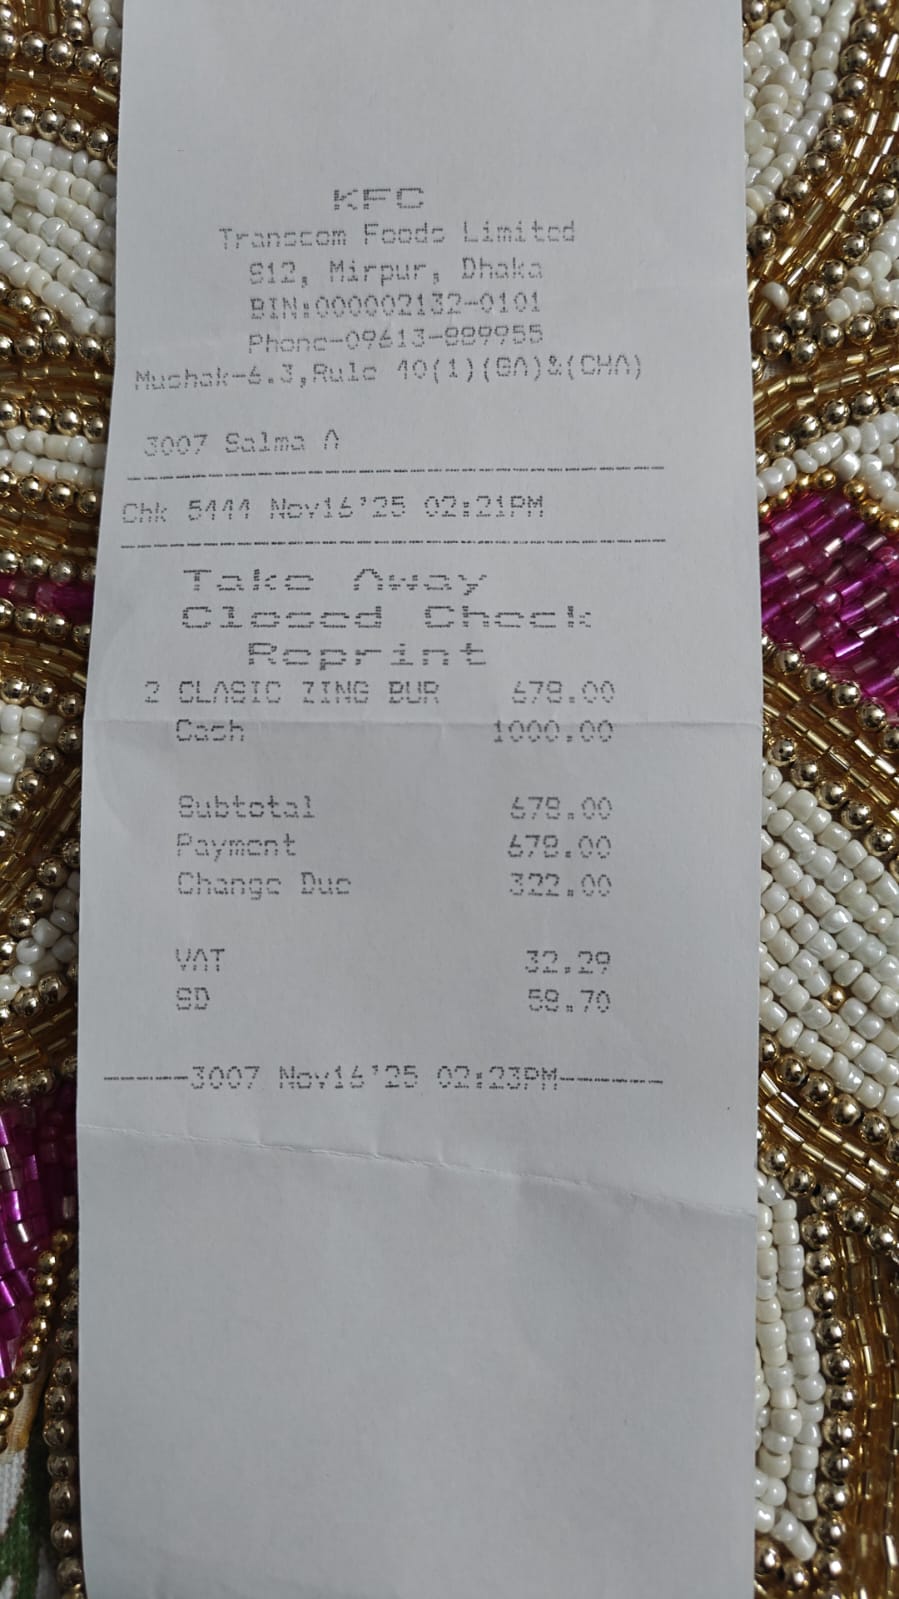 KFC
Transcom Foods Limited
S12, Mirpur, Dhaka
BIN:000002132-0101
Phone-09613-889955
Mushak-6.3,Rule 40(1)(GA)&(CHA)
3007 Salma A
Chk 5444 Nov16'25 02:21PM
Take Away
Closed Check
Reprint
2 CLASIC ZING BUR 678.00
Cash 1000.00
Subtotal 678.00
Payment 678.00
Change Due 322.00
VAT 32.29
SD 58.70
3007 Nov16'25 02:23PM